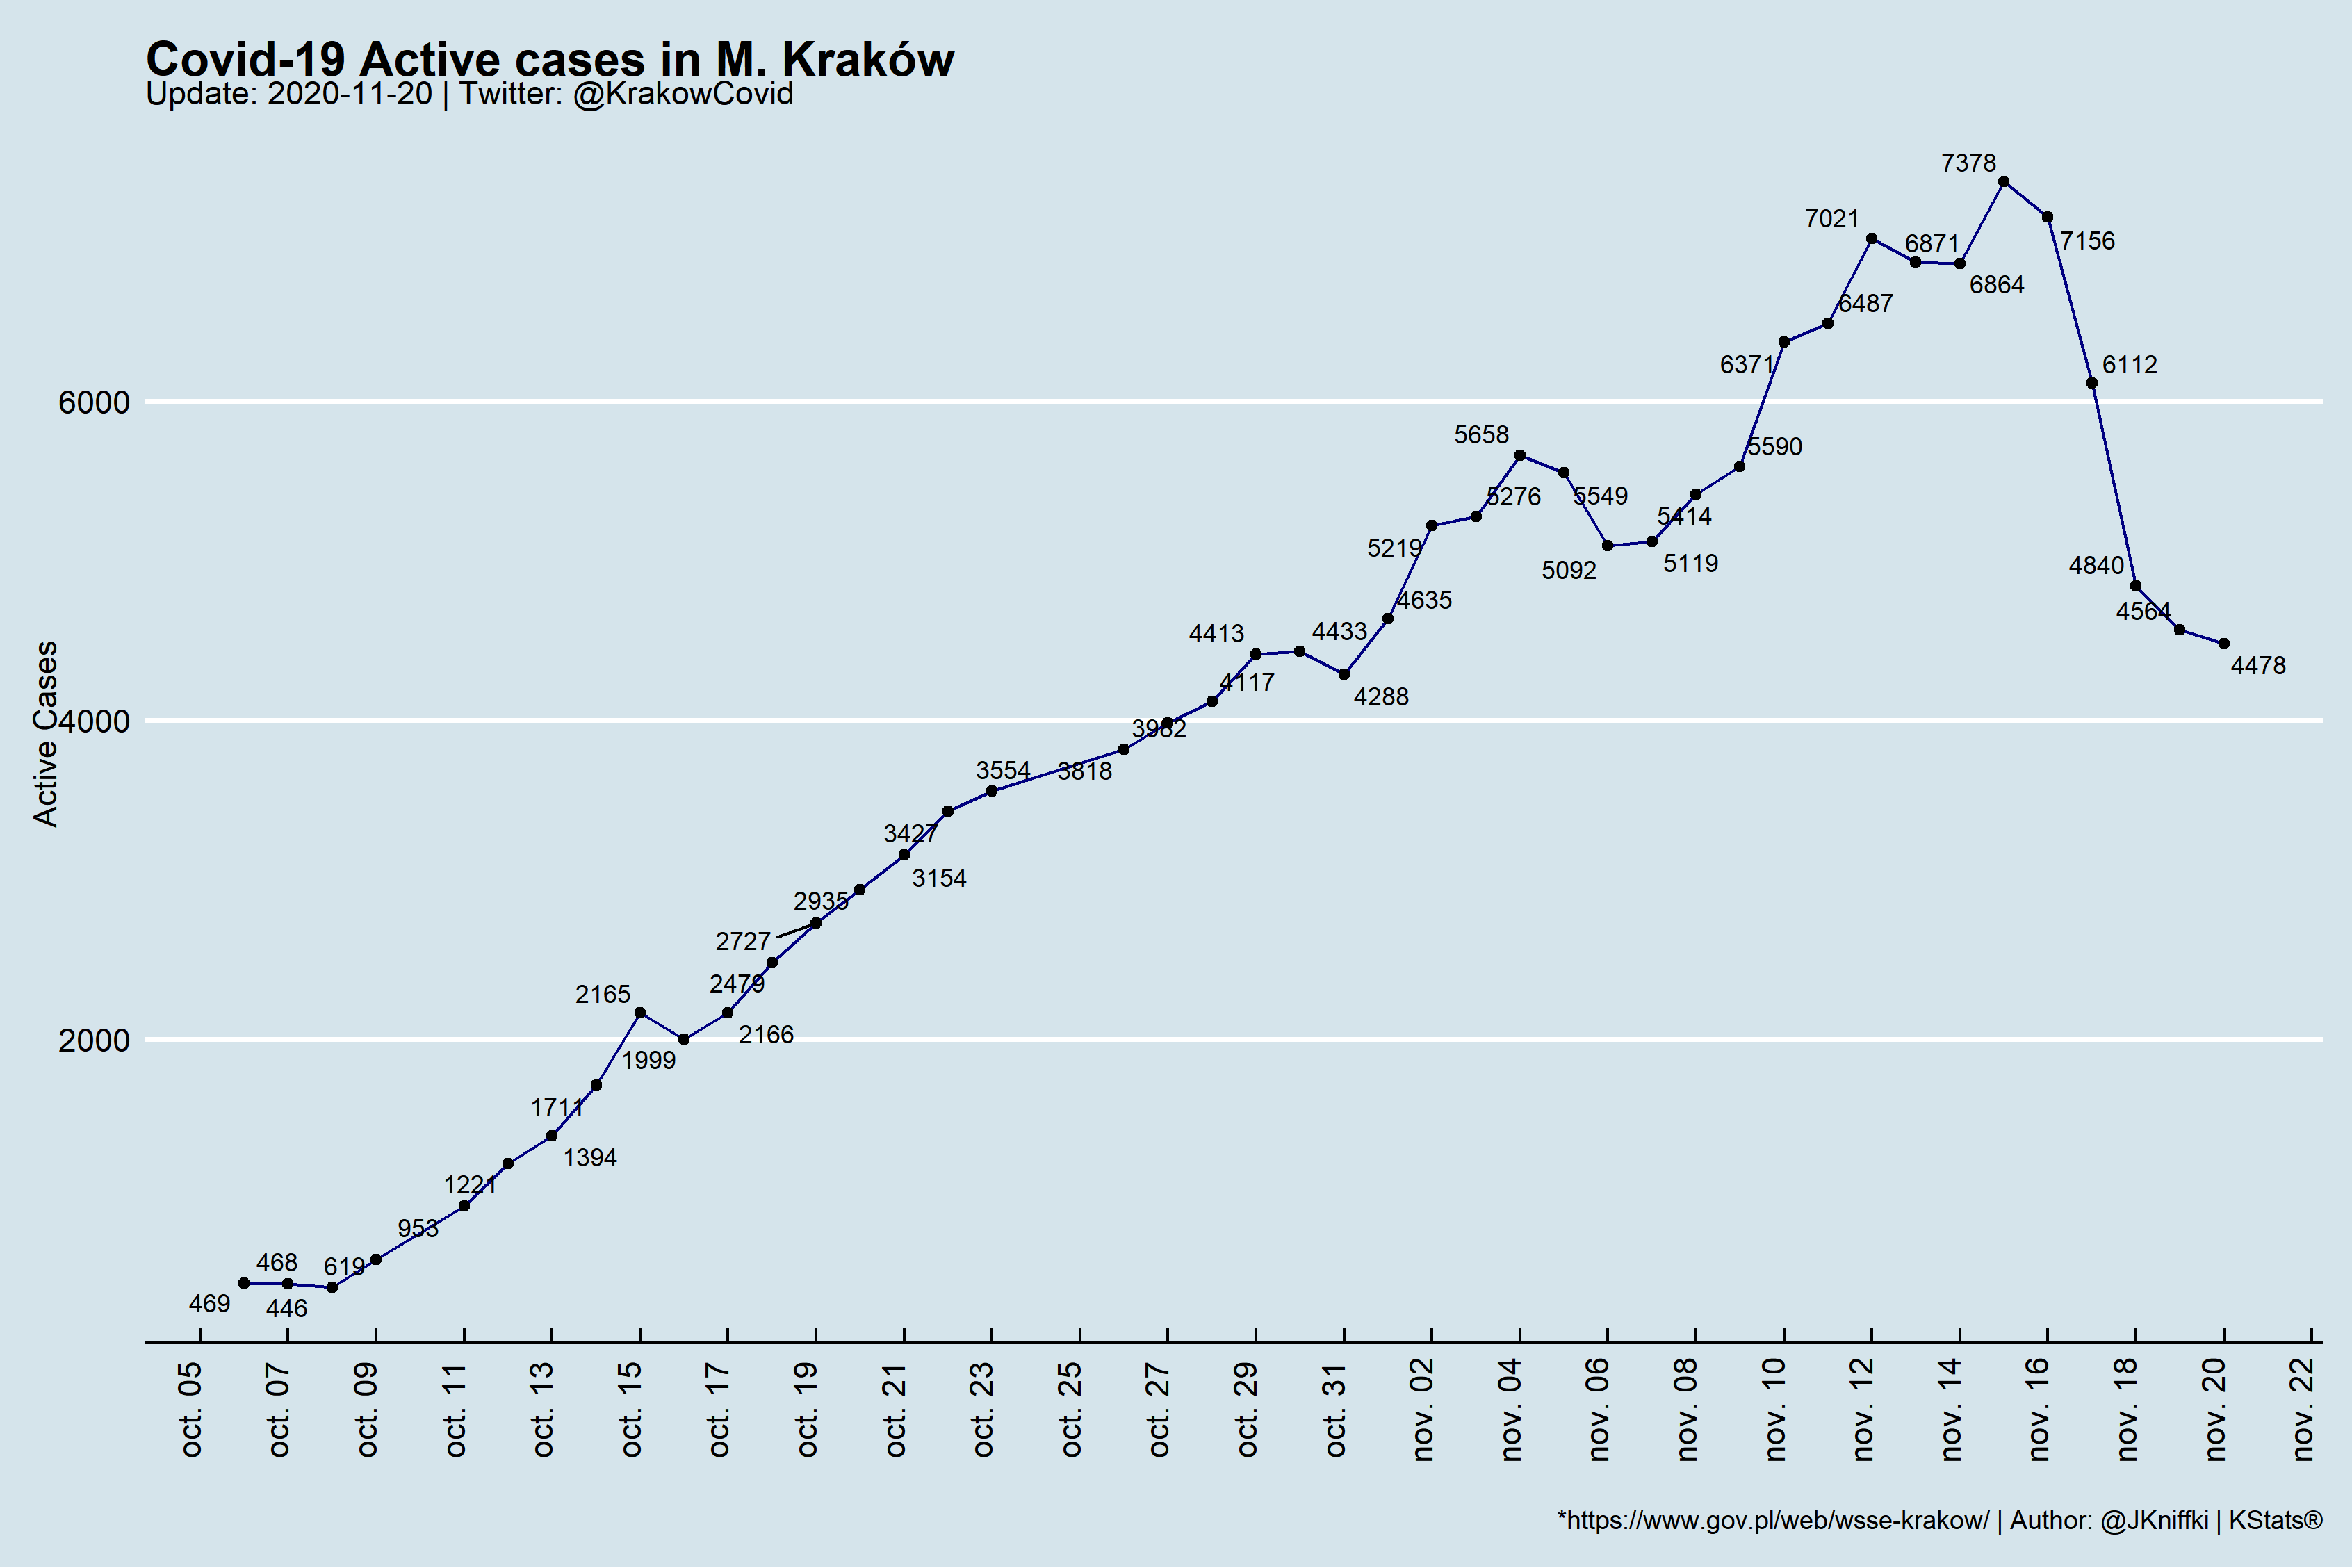 Covid-19 Active cases in M. Kraków
Update: 2020-11-20 | Twitter: @KrakowCovid
Active Cases
6000
4000
2000
469
468
446
619
953
1221
1394
1711
2165
1999
2166
2479
2727
2935
3154
3427
3554
3818
3982
4117
4413
4433
4288
4635
5219
5276
5658
5549
5092
5119
5414
5590
6371
6487
7021
6871
6864
7378
7156
6112
4840
4564
4478
oct. 05
oct. 07
oct. 09
oct. 11
oct. 13
oct. 15
oct. 17
oct. 19
oct. 21
oct. 23
oct. 25
oct. 27
oct. 29
oct. 31
nov. 02
nov. 04
nov. 06
nov. 08
nov. 10
nov. 12
nov. 14
nov. 16
nov. 18
nov. 20
nov. 22
*https://www.gov.pl/web/wsse-krakow/ | Author: @JKniffki | KStats®